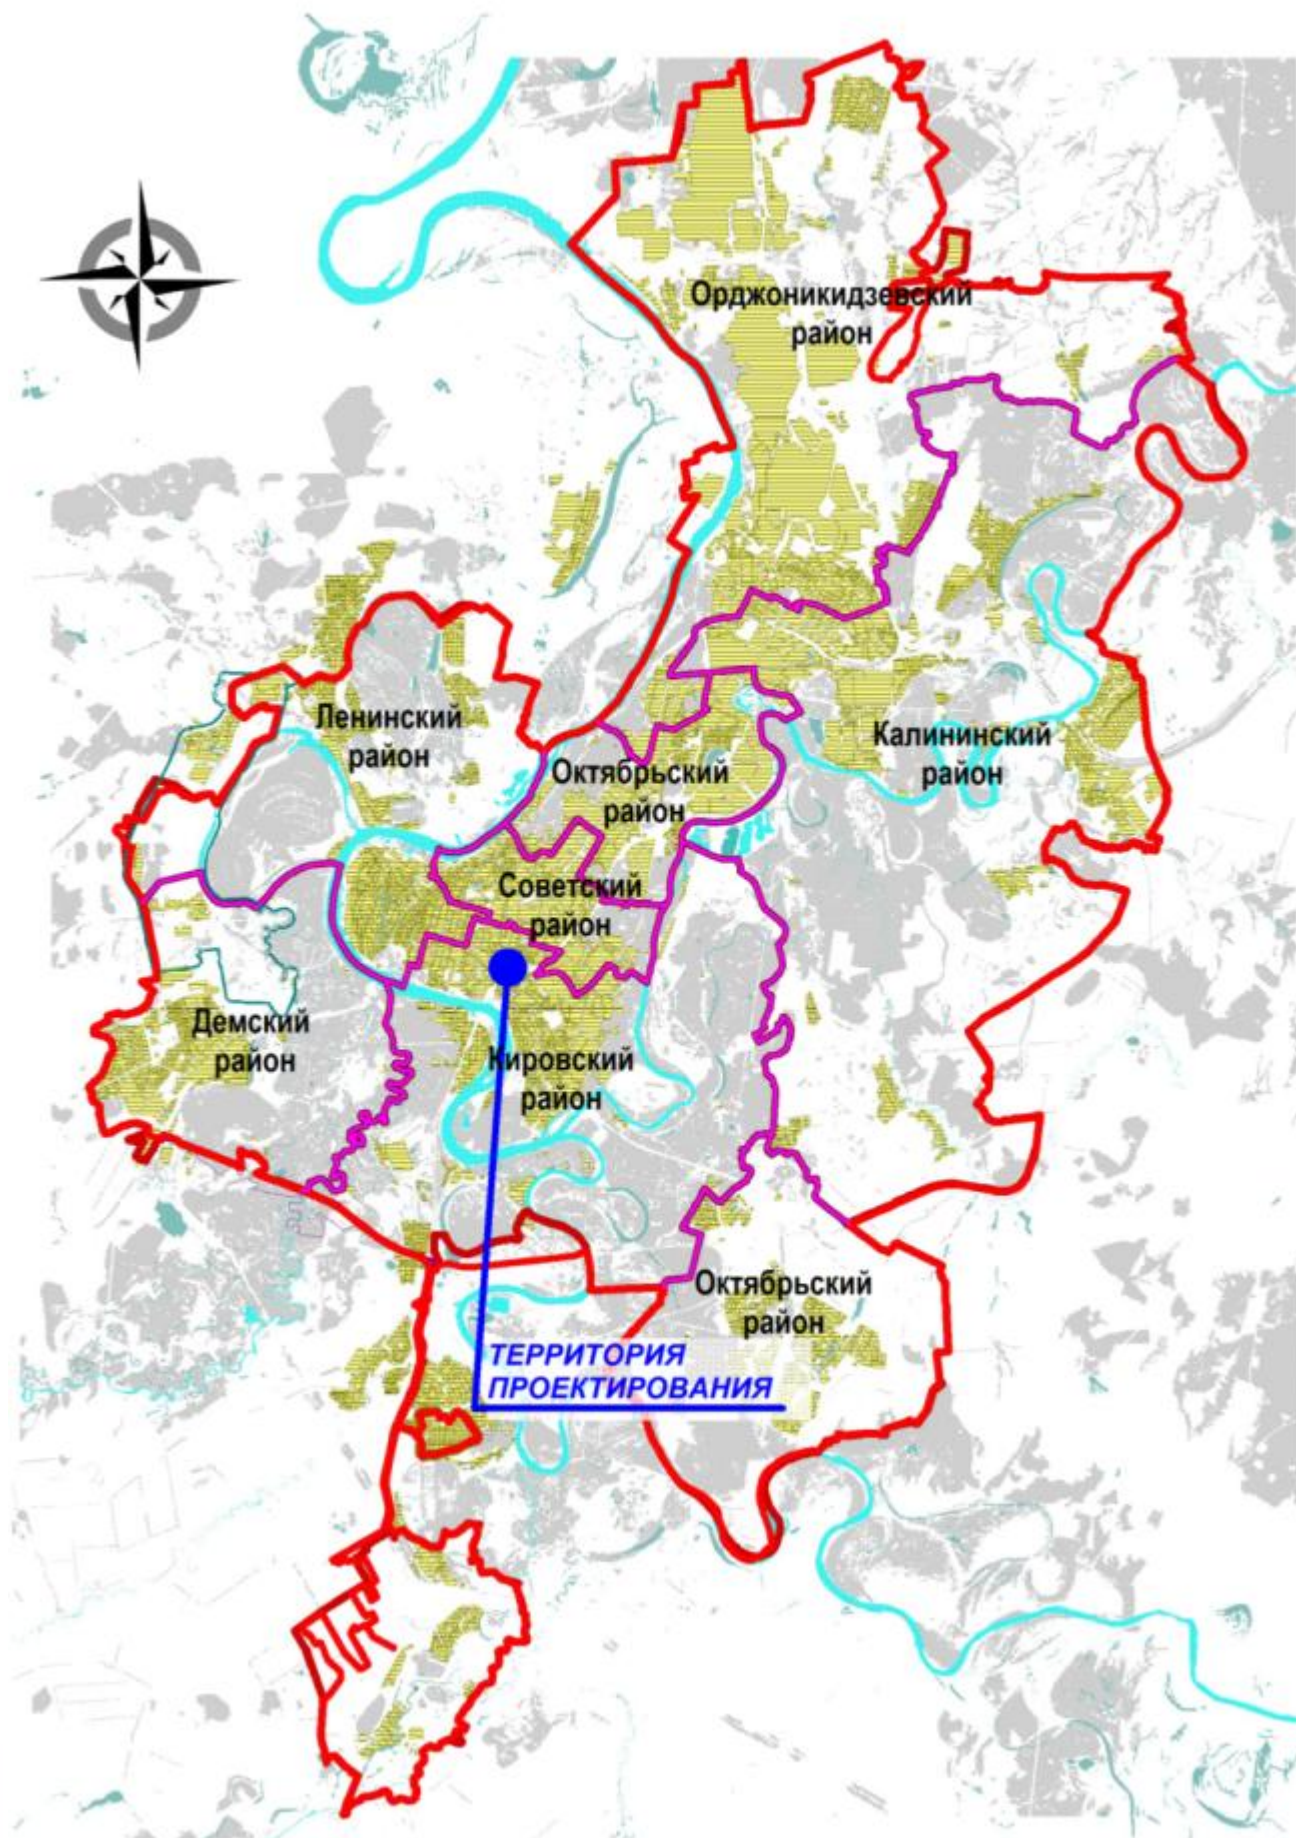 Орджоникидзевский
район
Ленинский
район
Калининский
район
Октябрьский
район
Советский
район
Демский
район
Кировский
район
Октябрьский
район
ТЕРРИТОРИЯ
ПРОЕКТИРОВАНИЯ